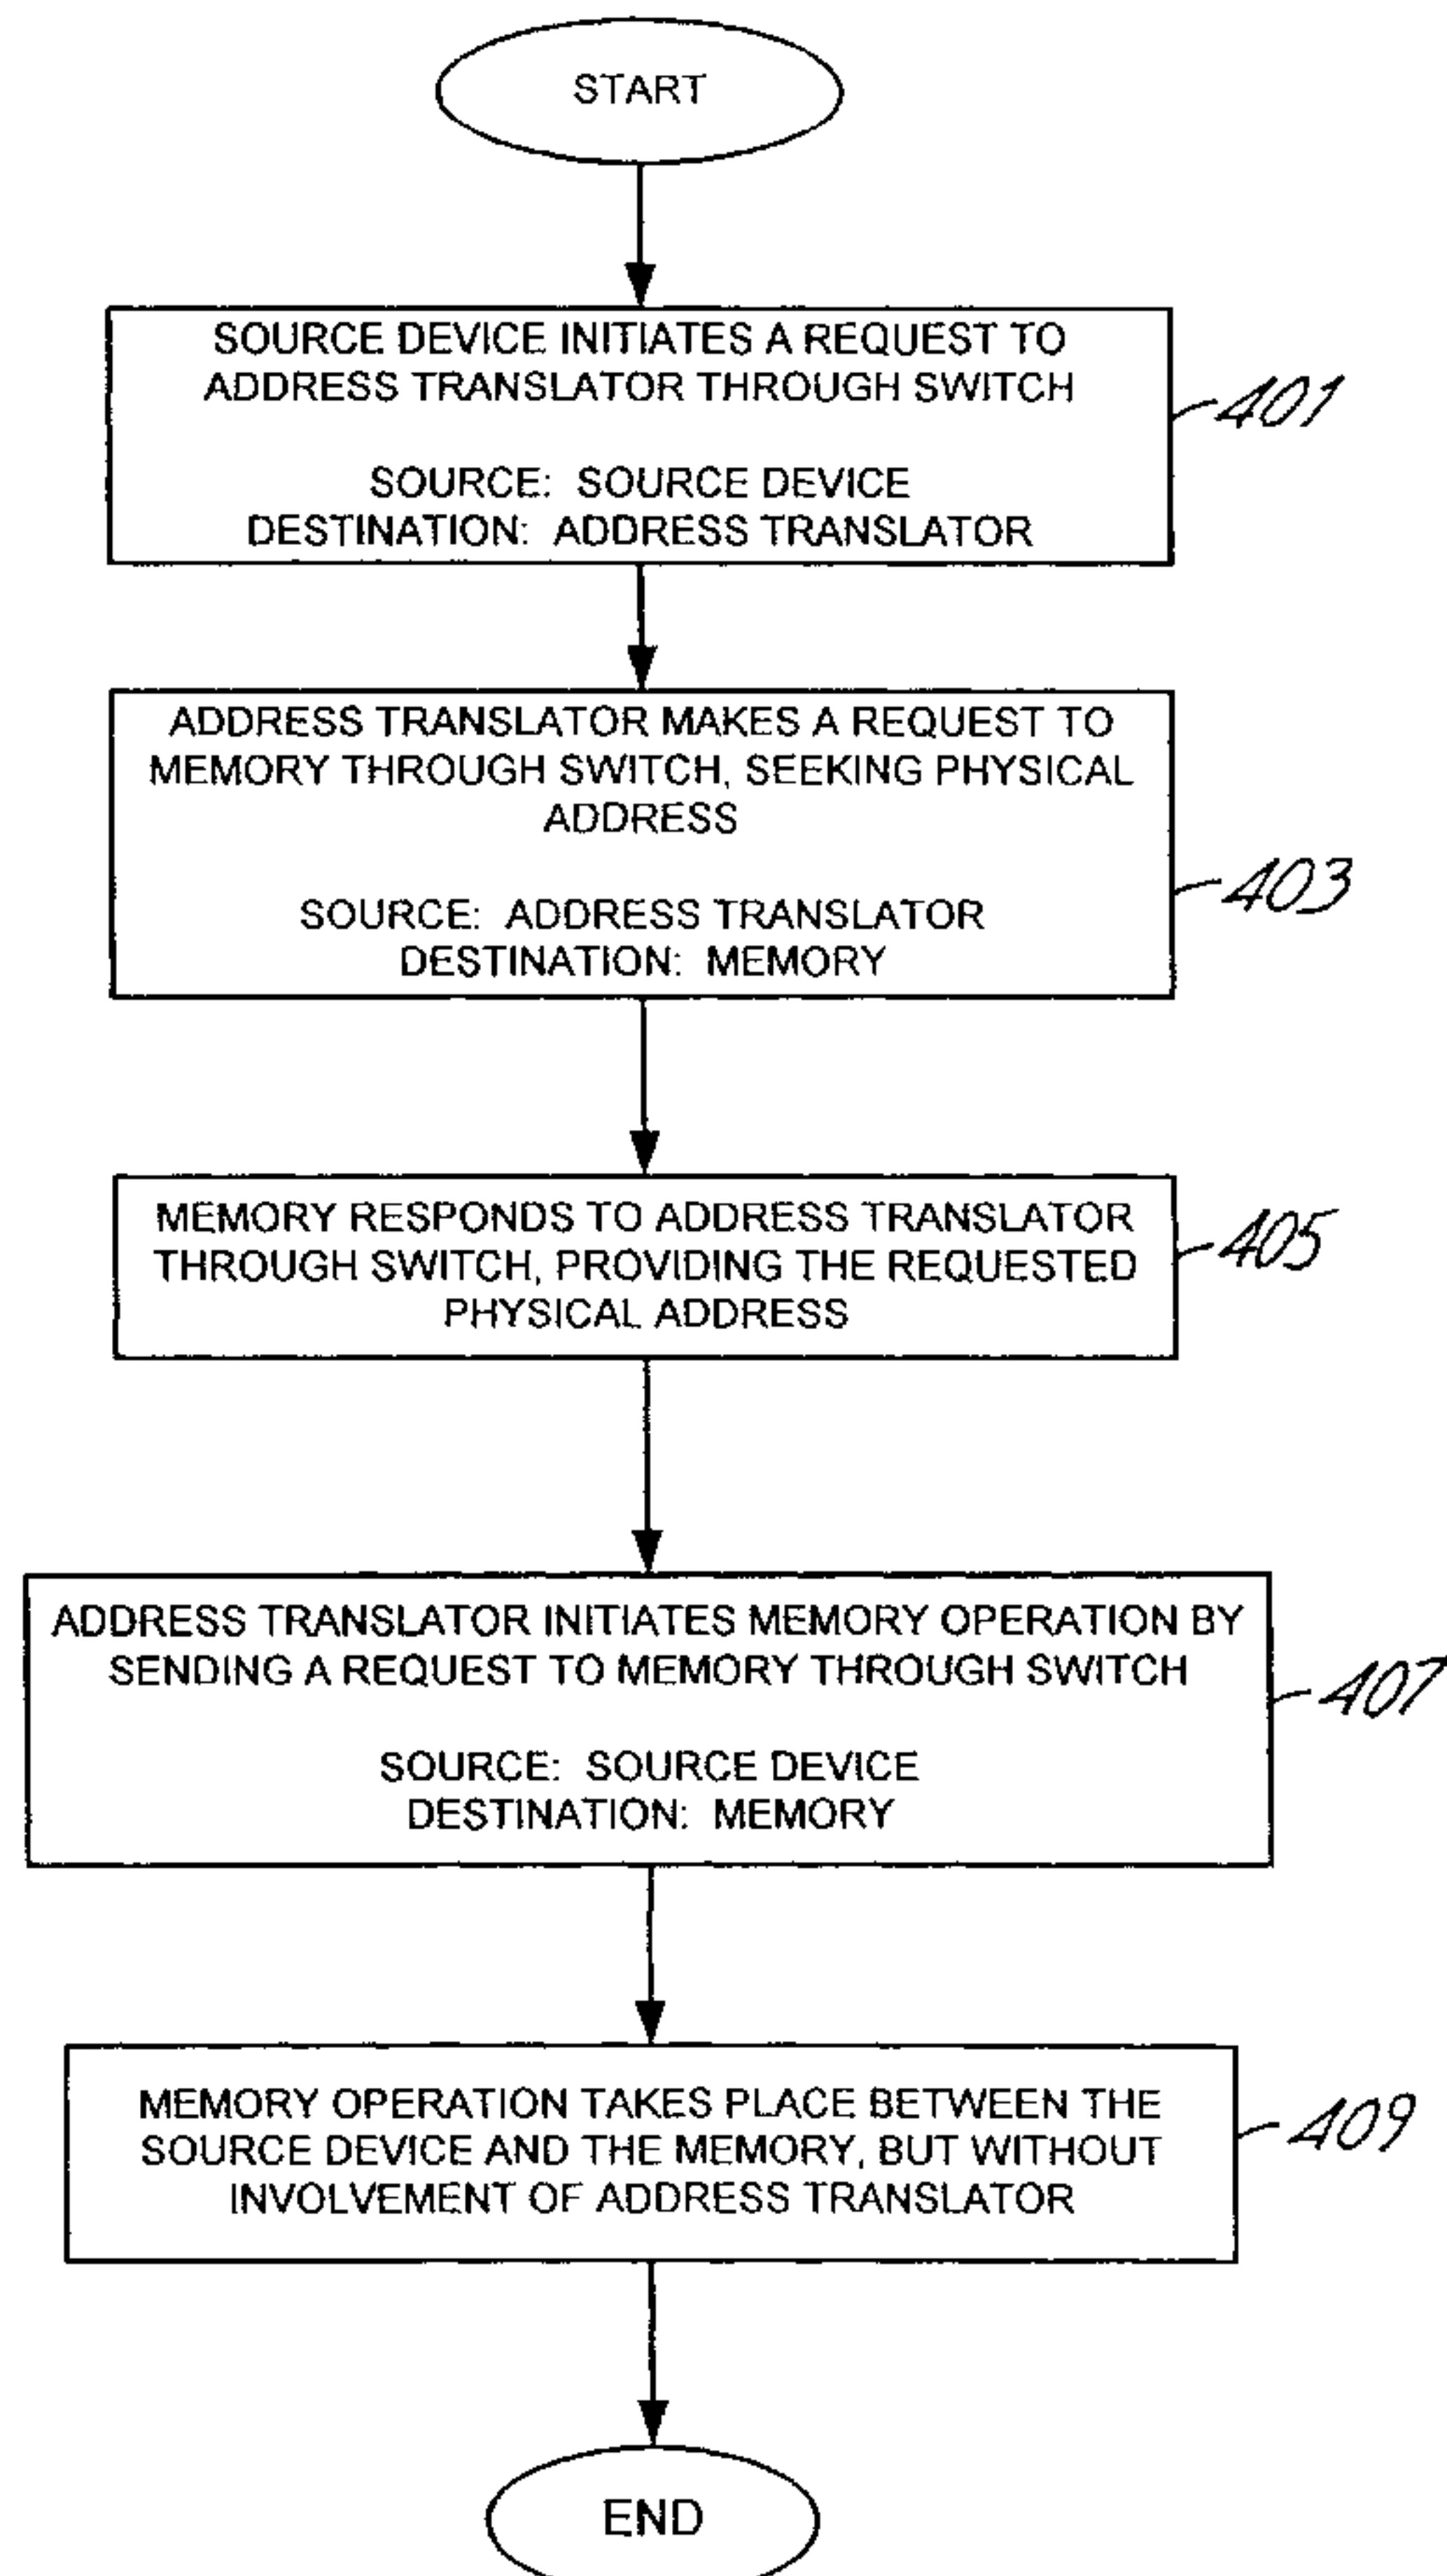 START
SOURCE DEVICE INITIATES A REQUEST TO
ADDRESS TRANSLATOR THROUGH SWITCH
SOURCE: SOURCE DEVICE
DESTINATION: ADDRESS TRANSLATOR
401
ADDRESS TRANSLATOR MAKES A REQUEST TO
MEMORY THROUGH SWITCH, SEEKING PHYSICAL
ADDRESS
SOURCE: ADDRESS TRANSLATOR
DESTINATION: MEMORY
403
MEMORY RESPONDS TO ADDRESS TRANSLATOR
THROUGH SWITCH, PROVIDING THE REQUESTED
PHYSICAL ADDRESS
405
ADDRESS TRANSLATOR INITIATES MEMORY OPERATION BY
SENDING A REQUEST TO MEMORY THROUGH SWITCH
SOURCE: SOURCE DEVICE
DESTINATION: MEMORY
407
MEMORY OPERATION TAKES PLACE BETWEEN THE
SOURCE DEVICE AND THE MEMORY, BUT WITHOUT
INVOLVEMENT OF ADDRESS TRANSLATOR
409
END